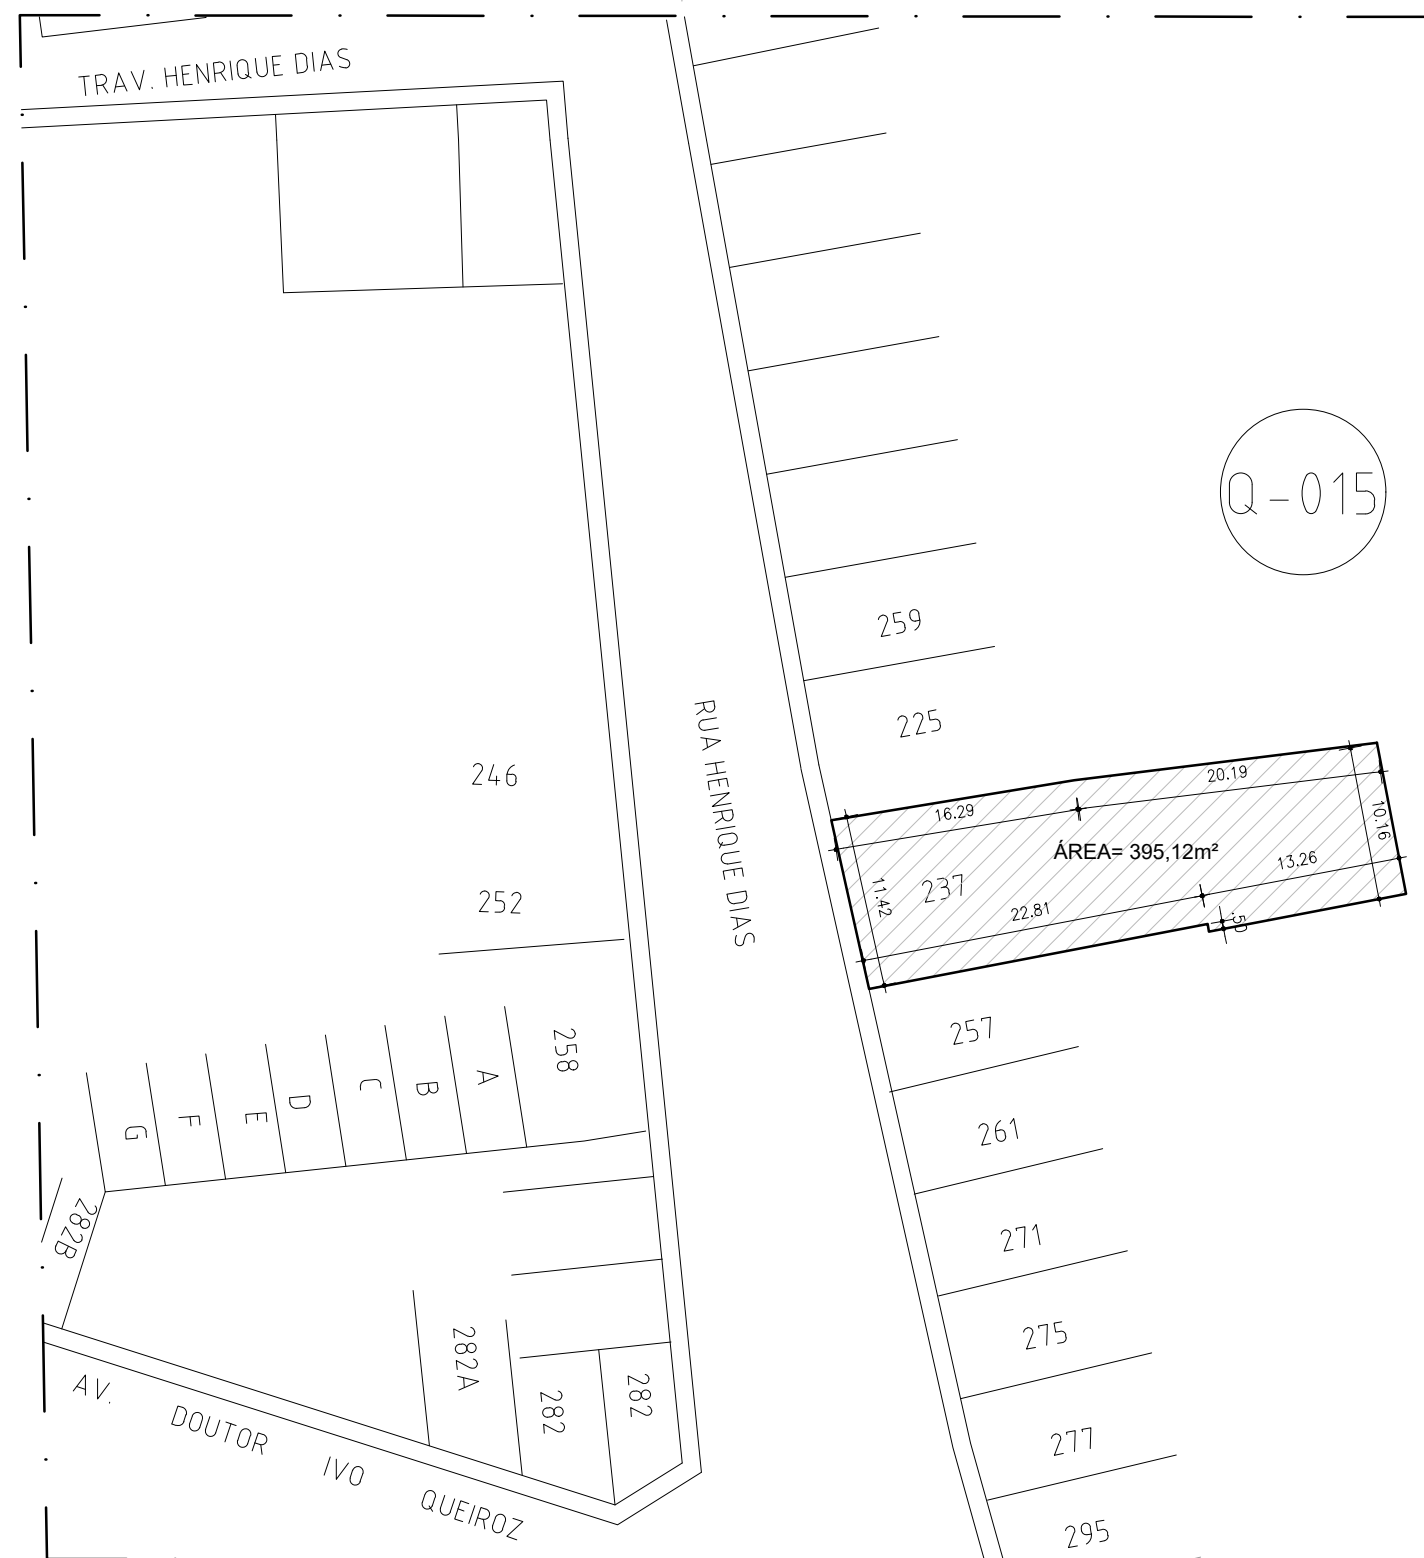 TRAV. HENRIQUE DIAS
Q-015
259
225
RUA HENRIQUE DIAS
246
252
16.29
20.19
10.16
ÁREA= 395,12m²
13.26
237
11.42
22.81
.50
257
258
A
B
C
D
E
F
G
261
282B
271
275
282A
282
282
277
AV. DOUTOR IVO QUEIROZ
295